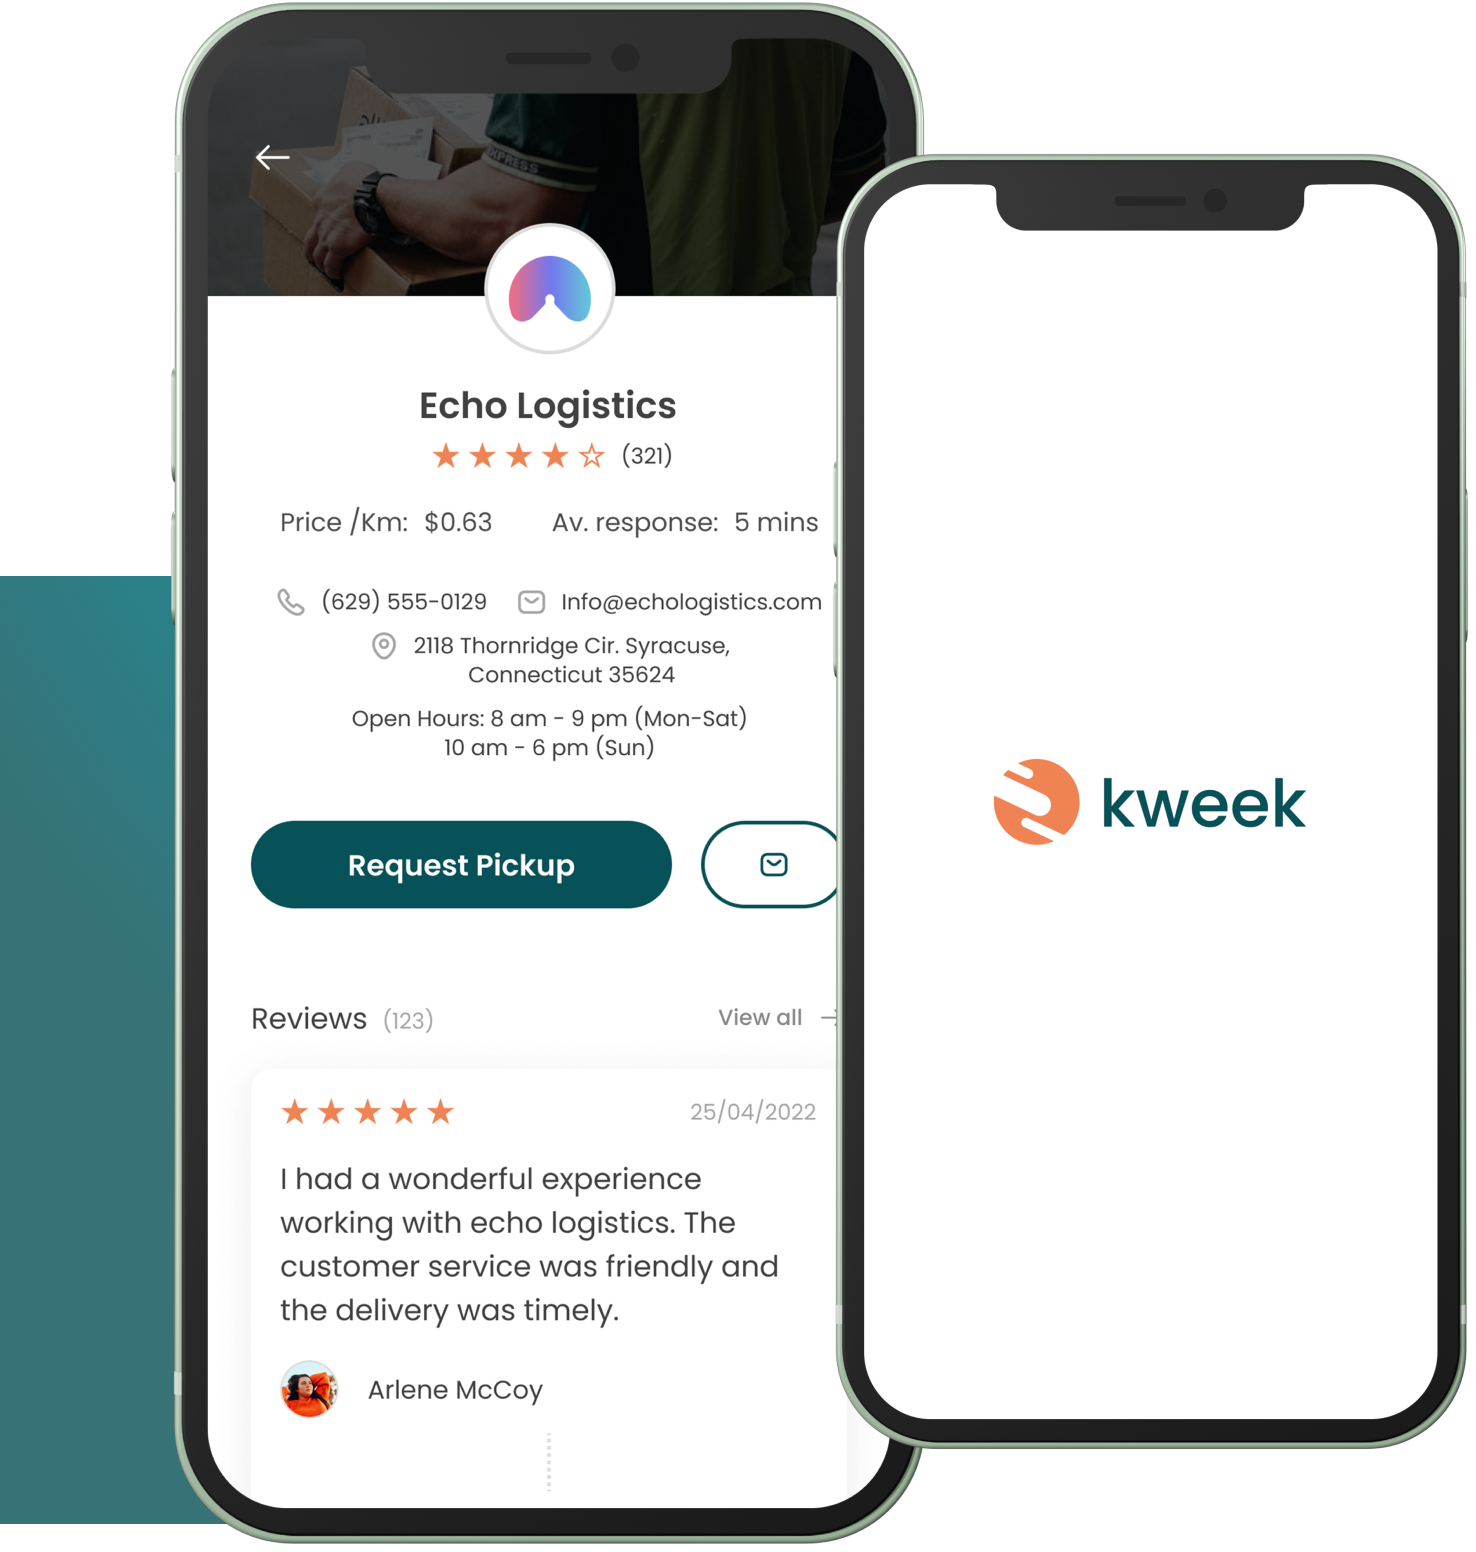 XPRESS
Echo Logistics
(321)
Price /Km: $0.63 Av. response: 5 mins
(629) 555-0129 Info@echologistics.com
2118 Thornridge Cir. Syracuse,
Connecticut 35624
Open Hours: 8 am - 9 pm (Mon-Sat)
10 am - 6 pm (Sun)
Request Pickup
Reviews (123) View all
25/04/2022
I had a wonderful experience
working with echo logistics. The
customer service was friendly and
the delivery was timely.
Arlene McCoy
kweek